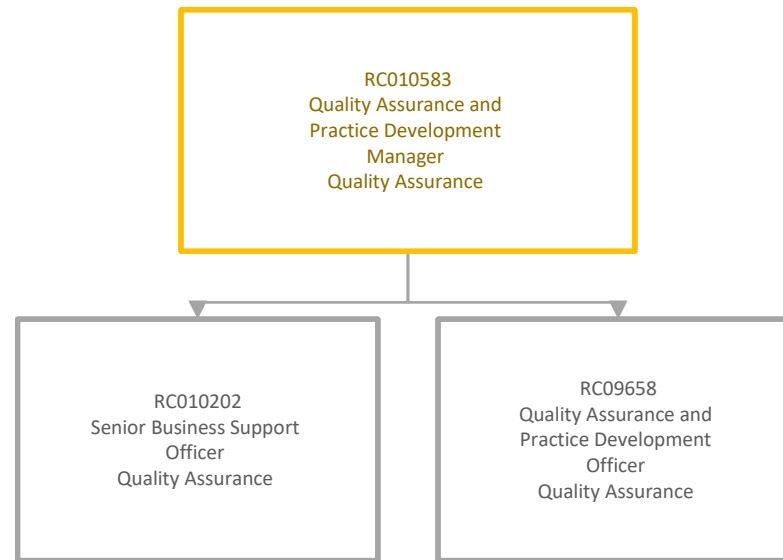 RC010583
Quality Assurance and
Practice Development
Manager
Quality Assurance
RC010202
Senior Business Support
Officer
Quality Assurance
RC09658
Quality Assurance and
Practice Development
Officer
Quality Assurance